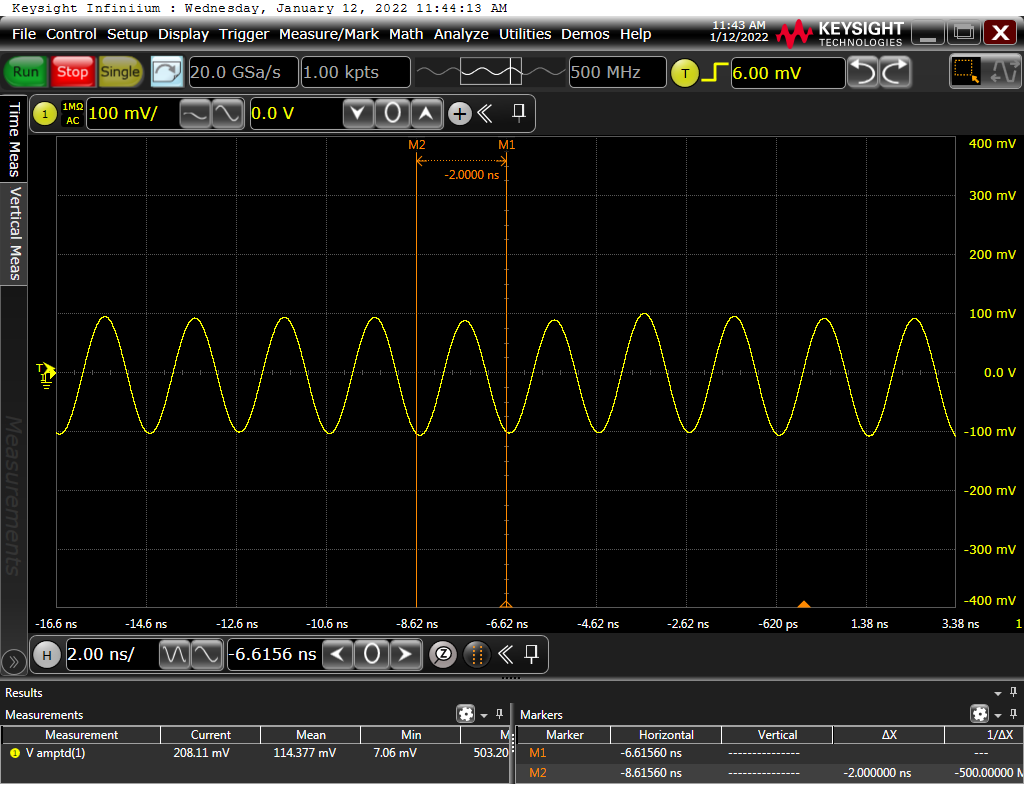 Keysight Infiniium : Wednesday, January 12, 2022 11:44:13 AM
File Control Setup Display Trigger Measure/Mark Math Analyze Utilities Demos Help
11:43 AM
1/12/2022
KEYSIGHT
TECHNOLOGIES
Run Stop Single 20.0 GSa/s 1.00 kpts 500 MHz T 6.00 mV
1 1MΩ AC 100 mV/ 0.0 V
Time Meas
Vertical Meas
Measurements
M2 M1
-2.0000 ns
400 mV
300 mV
200 mV
100 mV
0.0 V
-100 mV
-200 mV
-300 mV
-400 mV
T
-16.6 ns -14.6 ns -12.6 ns -10.6 ns -8.62 ns -6.62 ns -4.62 ns -2.62 ns -620 ps 1.38 ns 3.38 ns 1
H 2.00 ns/ -6.6156 ns Z
Results
Measurements
Measurement Current Mean Min M
1 V amptd(1) 208.11 mV 114.377 mV 7.06 mV 503.20
Markers
Marker Horizontal Vertical ΔX 1/ΔX
M1 -6.61560 ns --------------- ---
M2 -8.61560 ns --------------- -2.000000 ns -500.00000 M